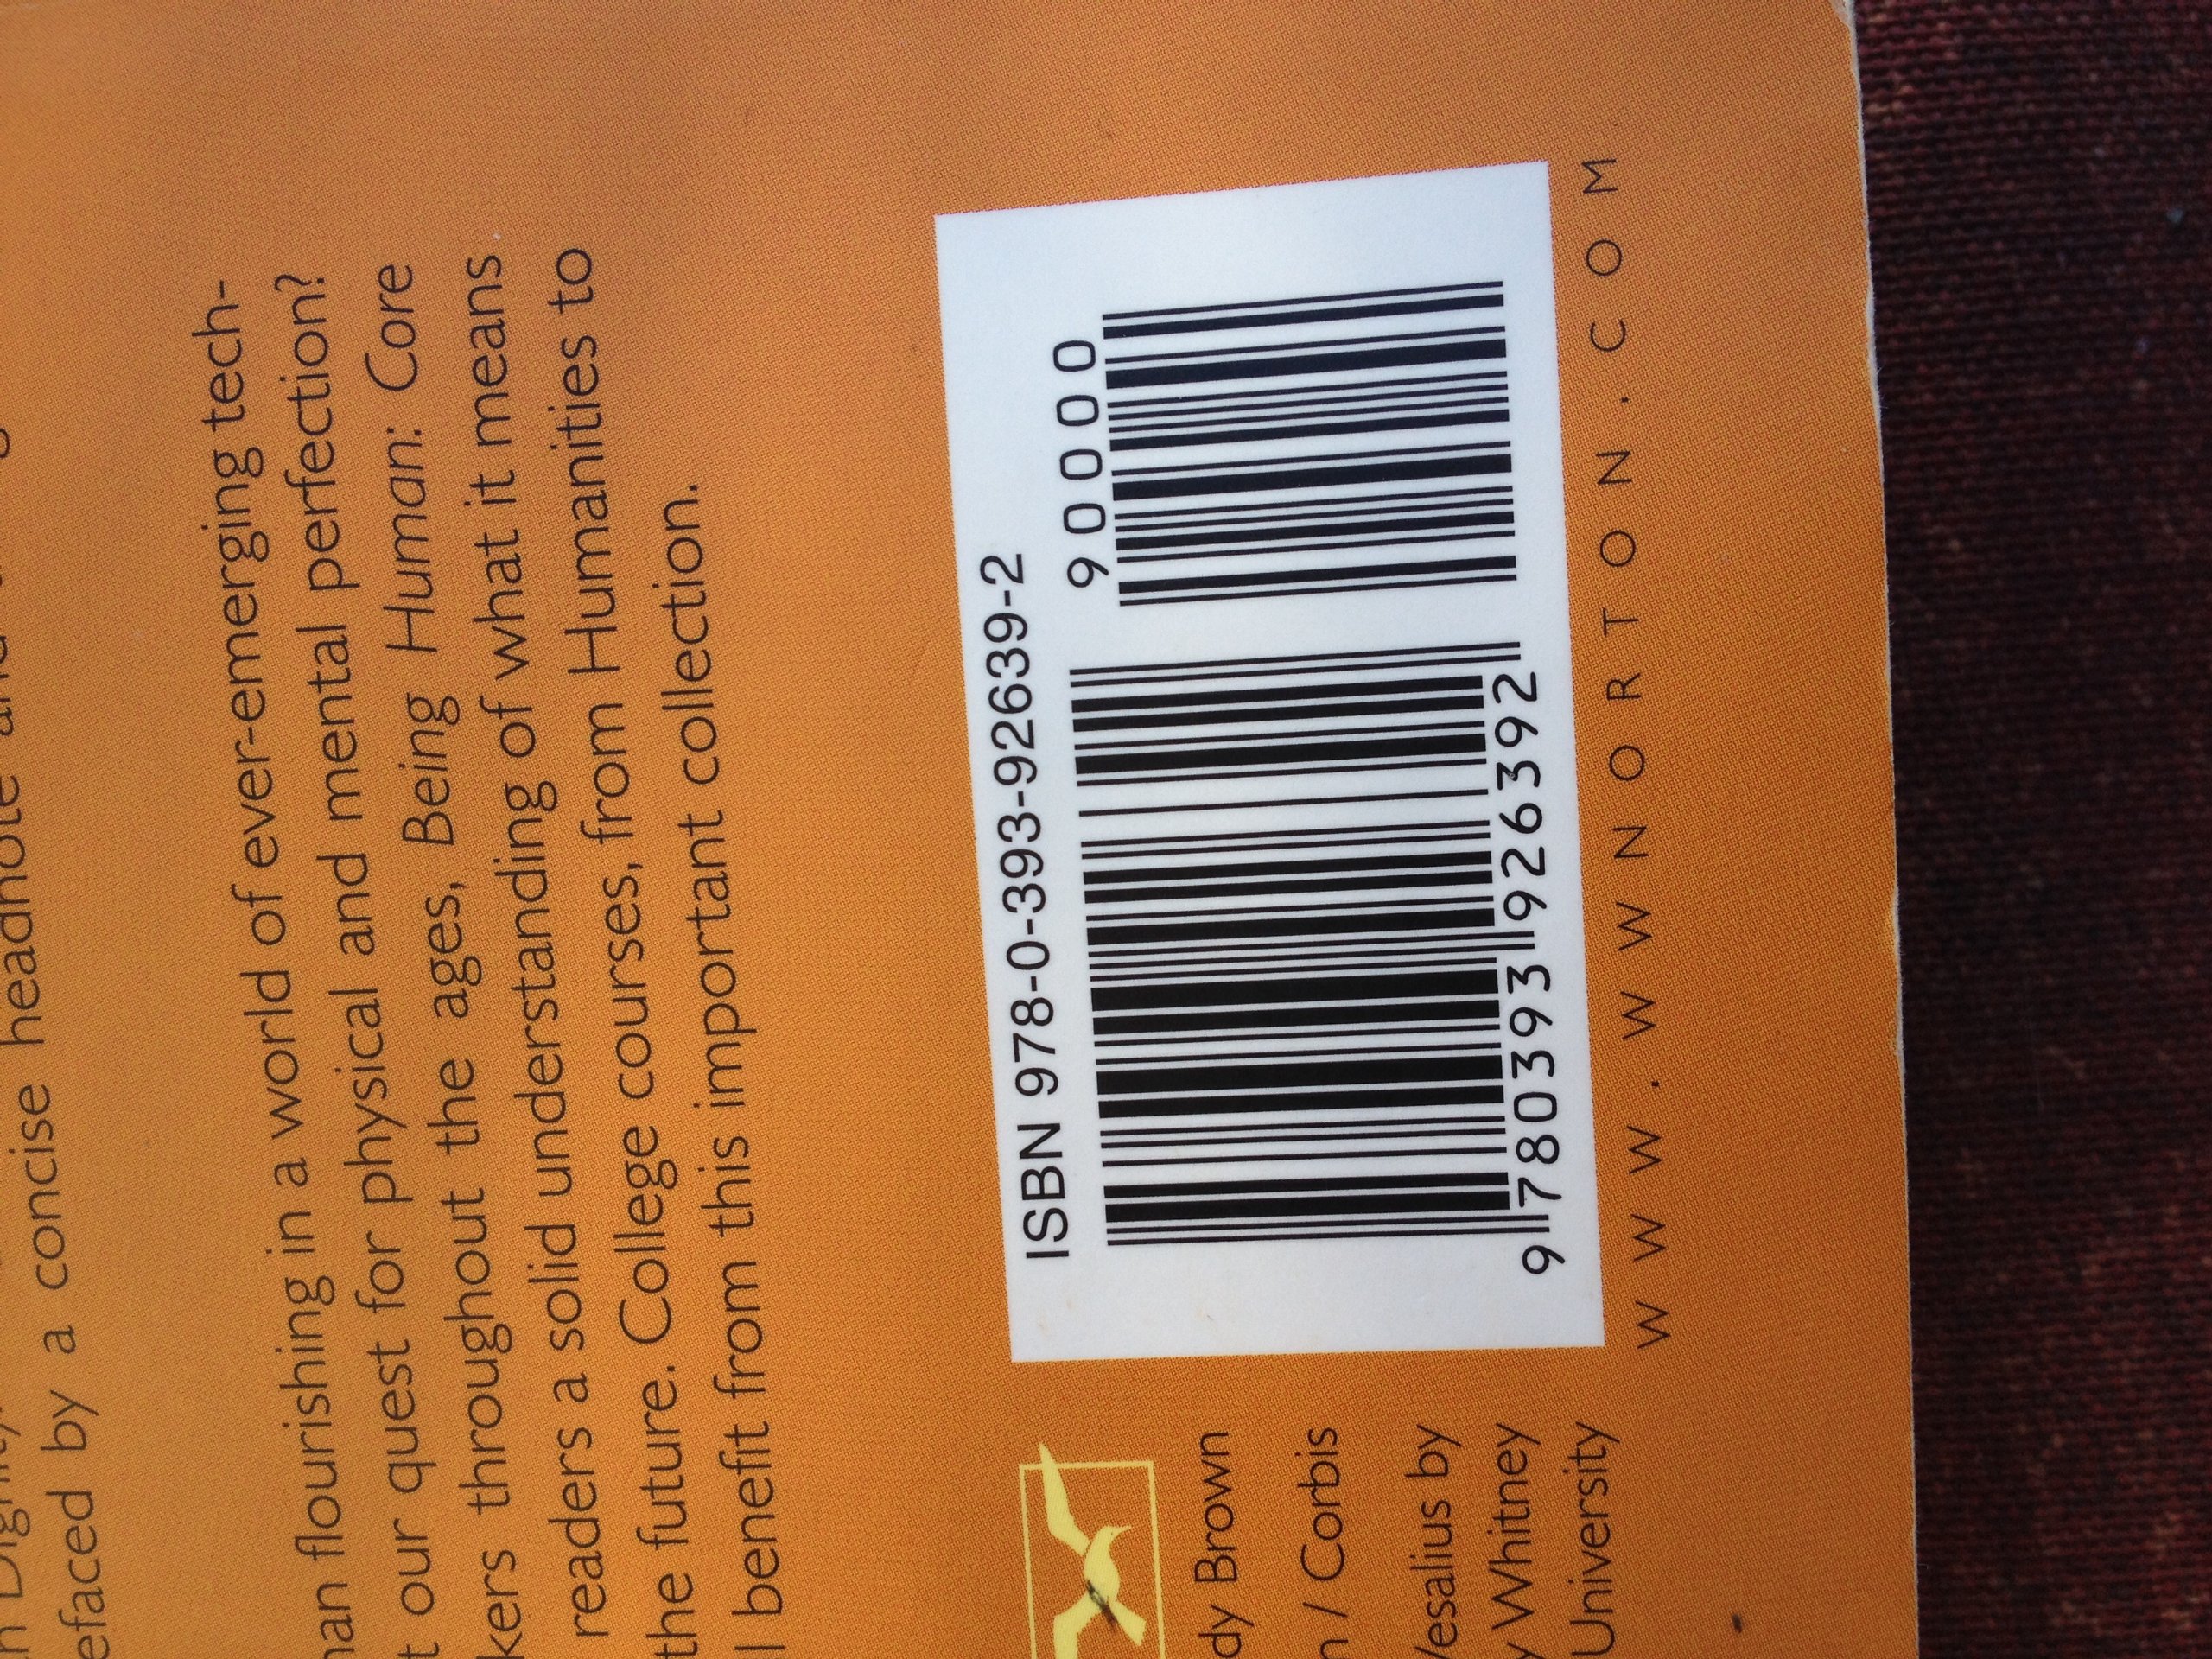 efaced by a concise headnote and
flourishing in a world of ever-emerging tech-
our quest for physical and mental perfection?
throughout the ages, Being Human: Core
readers a solid understanding of what it means
the future. College courses, from Humanities to
benefit from this important collection.
ISBN 978-0-393-92639-2
90000
9 780393 926392
dy Brown
/ Corbis
Vesalius by
Whitney
University
WWW.WWNORTON.COM